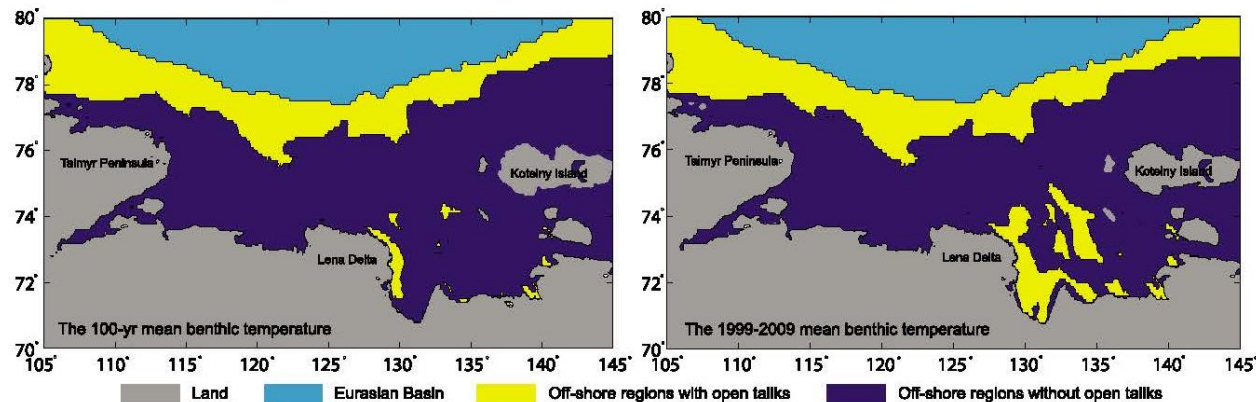 80°
78°
76°
74°
72°
70°
Taimyr Peninsula
Kotelny Island
Lena Delta
The 100-yr mean benthic temperature
105° 110° 115° 120° 125° 130° 135° 140° 145°
80°
78°
76°
74°
72°
70°
Taimyr Peninsula
Kotelny Island
Lena Delta
The 1999-2009 mean benthic temperature
105° 110° 115° 120° 125° 130° 135° 140° 145°
Land Eurasian Basin Off-shore regions with open taliks Off-shore regions without open taliks